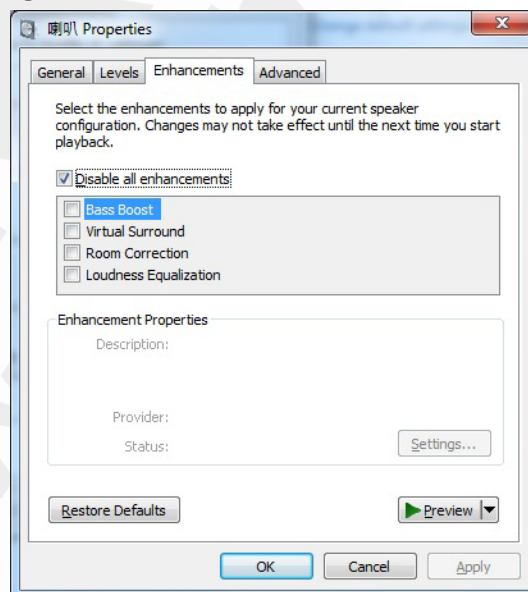 喇叭 Properties
General Levels Enhancements Advanced
Select the enhancements to apply for your current speaker
configuration. Changes may not take effect until the next time you start
playback.
Disable all enhancements
Bass Boost
Virtual Surround
Room Correction
Loudness Equalization
Enhancement Properties
Description:
Provider:
Status:
Settings...
Restore Defaults
Preview
OK Cancel Apply